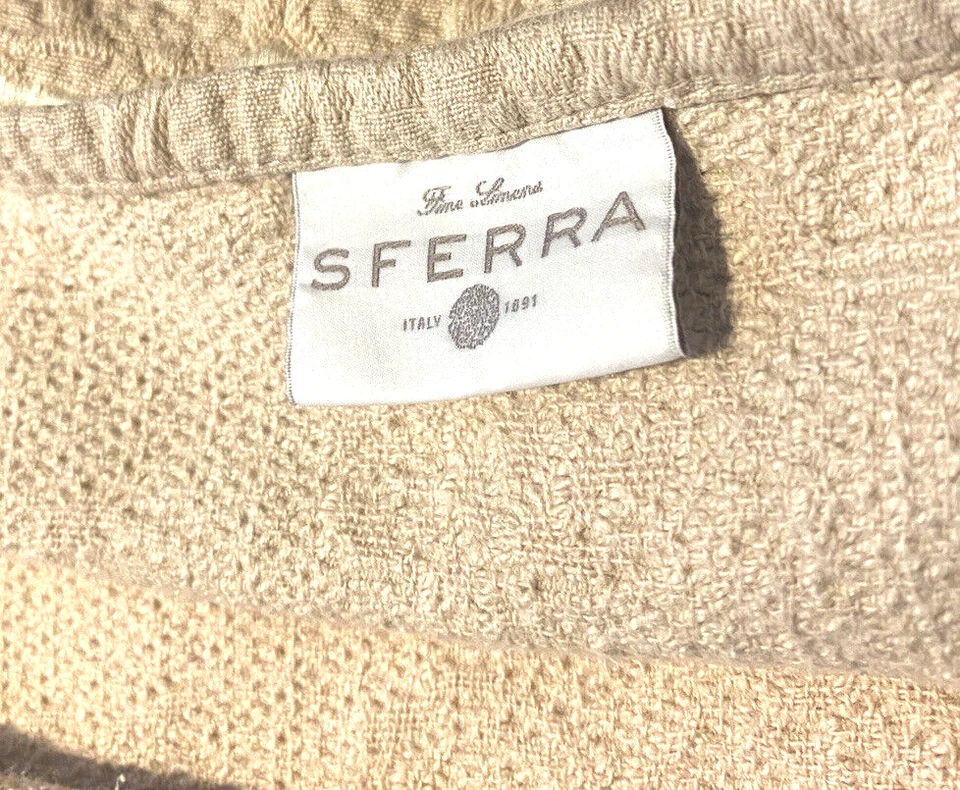 Fine Linens
SFERRA
ITALY 1891